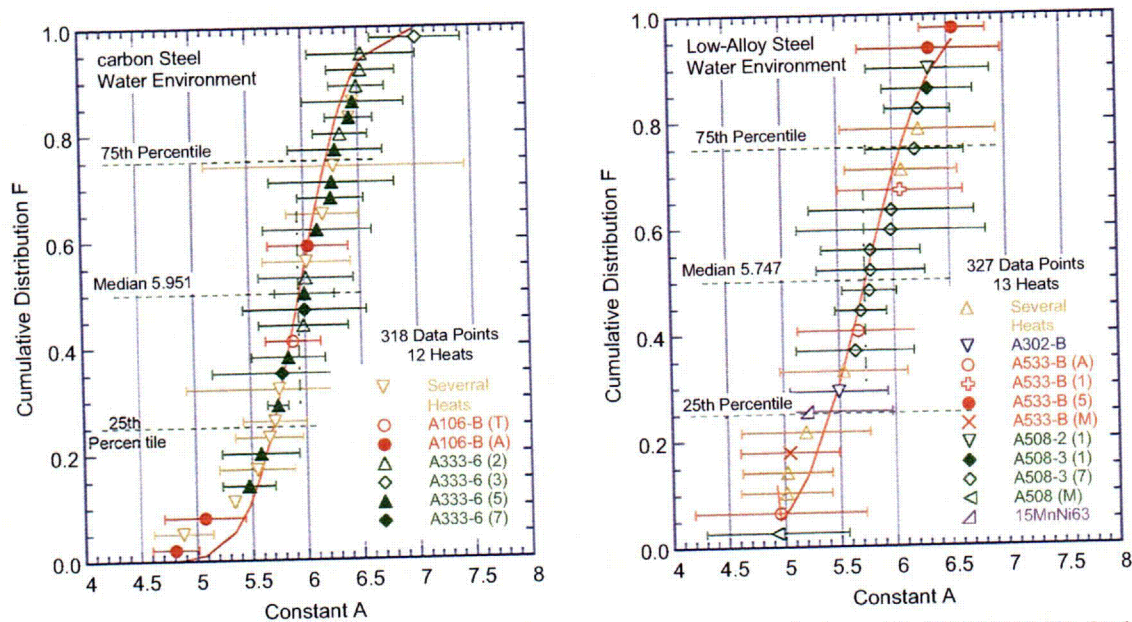 carbon Steel
Water Environment
75th Percentile
Median 5.951
25th
Percentile
318 Data Points
12 Heats
Severral
Heats
A106-B (T)
A106-B (A)
A333-6 (2)
A333-6 (3)
A333-6 (5)
A333-6 (7)
Cumulative Distribution F
1.0
0.8
0.6
0.4
0.2
0.0
4 4.5 5 5.5 6 6.5 7 7.5 8
Constant A
Low-Alloy Steel
Water Environment
75th Percentile
Median 5.747
25th Percentile
327 Data Points
13 Heats
Several
Heats
A302-B
A533-B (A)
A533-B (1)
A533-B (5)
A533-B (M)
A508-2 (1)
A508-3 (1)
A508-3 (7)
A508 (M)
15MnNi63
Cumulative Distribution F
1.0
0.8
0.6
0.4
0.2
0.0
4 4.5 5 5.5 6 6.5 7 7.5 8
Constant A